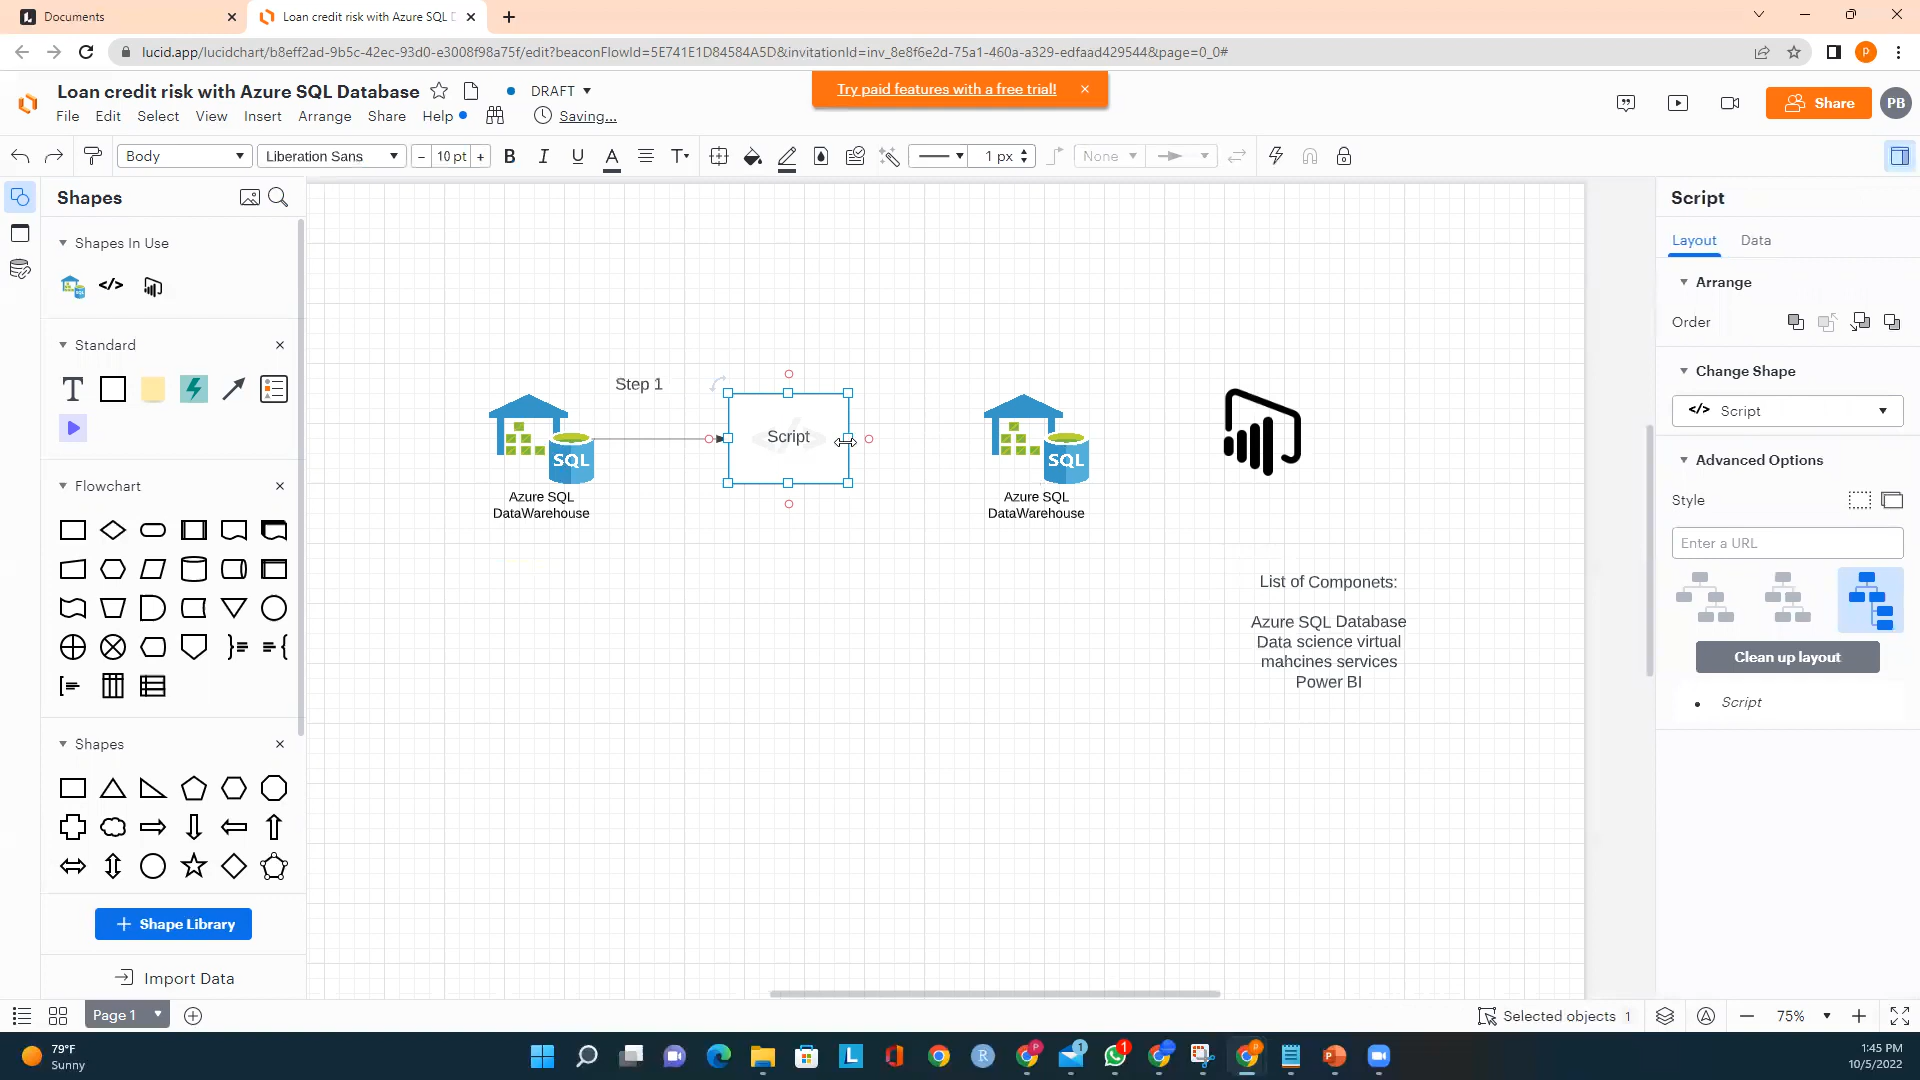 Documents
Loan credit risk with Azure SQL D
lucid.app/lucidchart/b8eff2ad-9b5c-42ec-93d0-e3008f98a75f/edit?beaconFlowId=5E741E1D84584A5D&invitationId=inv_8e8f6e2d-75a1-460a-a329-edfaad429544&page=0_0#
P
Loan credit risk with Azure SQL Database
DRAFT
Try paid features with a free trial!
Share
PB
File Edit Select View Insert Arrange Share Help
Saving...
Body
Liberation Sans
10 pt
B I U A T
1 px
None
Shapes
Shapes In Use
Standard
T
Flowchart
Shapes
Shape Library
Import Data
Step 1
Script
SQL
Azure SQL
DataWarehouse
SQL
Azure SQL
DataWarehouse
List of Componets:
Azure SQL Database
Data science virtual
mahcines services
Power BI
Script
Layout
Data
Arrange
Order
Change Shape
</> Script
Advanced Options
Style
Enter a URL
Clean up layout
Script
Page 1
Selected objects 1
75%
79°F
Sunny
L
R
P
1
1
P
P
1:45 PM
10/5/2022